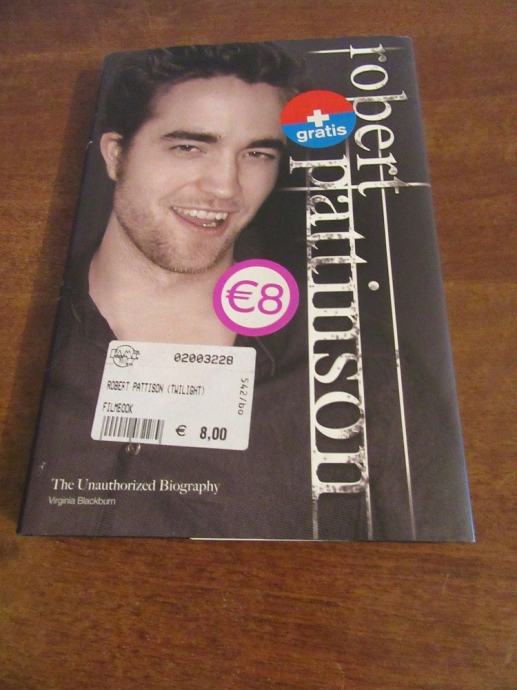 robert
pattinson
+
gratis
€8
02003228
ROBERT PATTISON (TWILIGHT)
FILMBOOK
542/bo
€ 8,00
The Unauthorized Biography
Virginia Blackburn